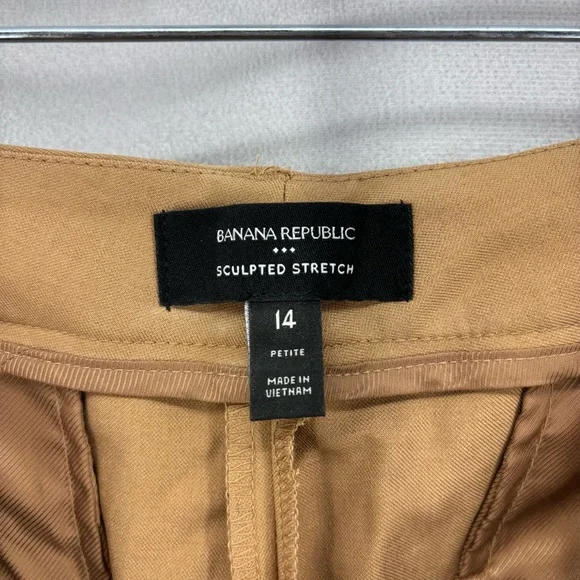 BANANA REPUBLIC
SCULPTED STRETCH
14
PETITE
MADE IN
VIETNAM